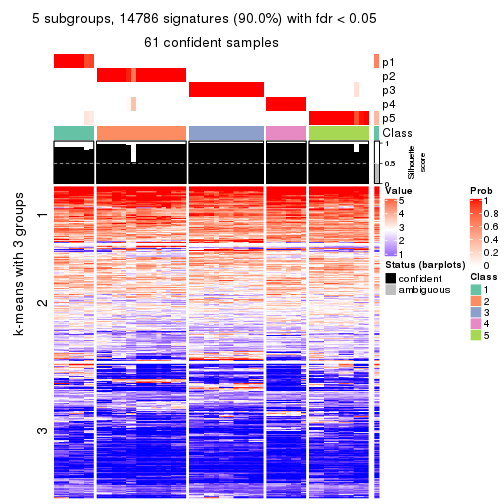 5 subgroups, 14786 signatures (90.0%) with fdr < 0.05
61 confident samples
p1
p2
p3
p4
p5
Class
1
0.5
0
Silhouette
score
k-means with 3 groups
1
2
3
Value
5
4
3
2
1
Status (barplots)
confident
ambiguous
Prob
1
0.8
0.6
0.4
0.2
0
Class
1
2
3
4
5